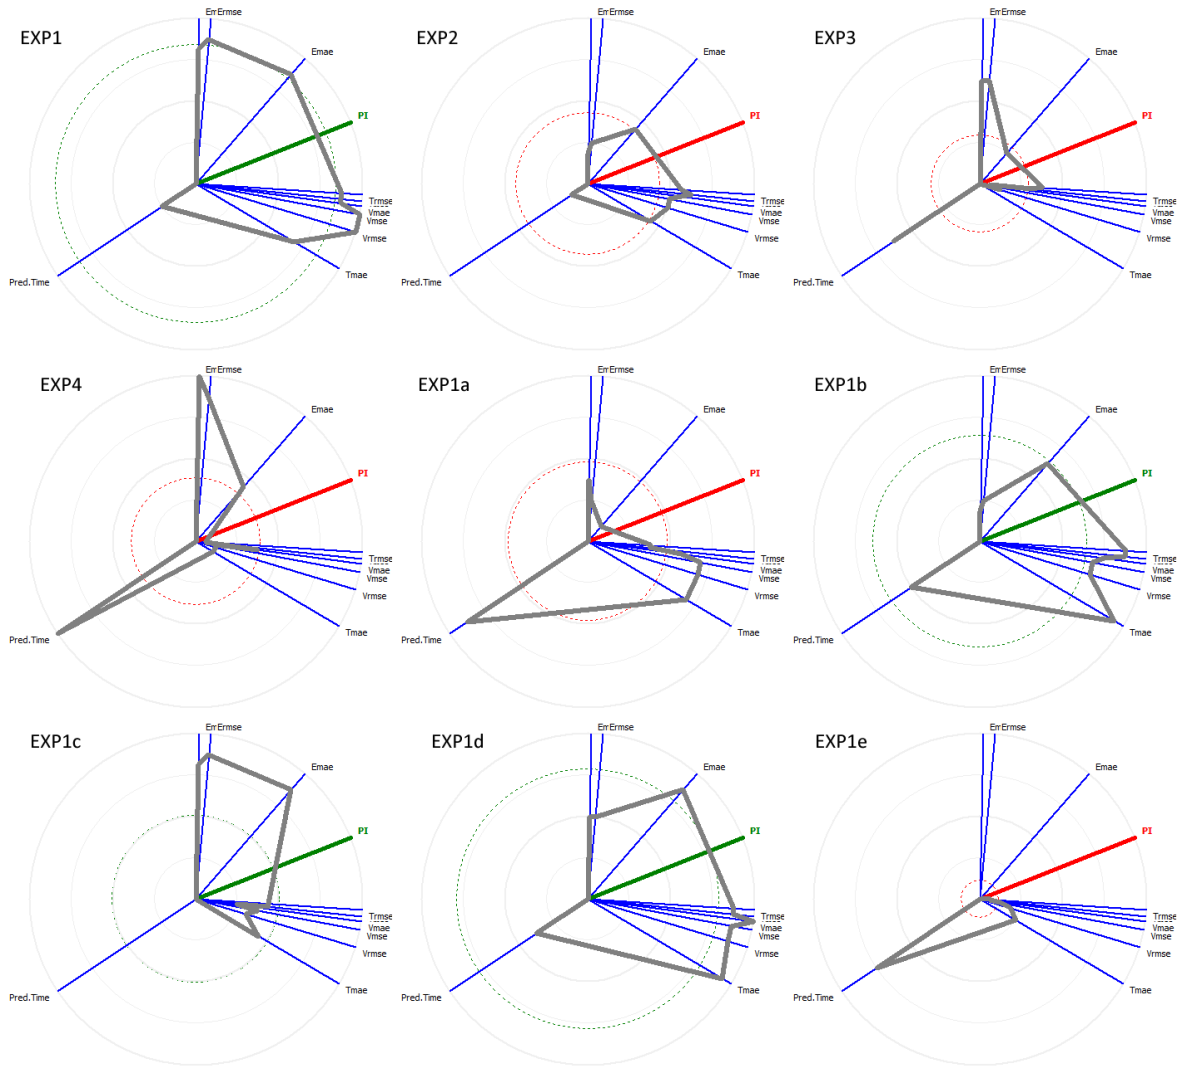 EXP1
ErrErmse
Emae
PI
Trmse
Vmae
Vmse
Vrmse
Tmae
Pred.Time
EXP2
ErrErmse
Emae
PI
Trmse
Vmae
Vmse
Vrmse
Tmae
Pred.Time
EXP3
ErrErmse
Emae
PI
Trmse
Vmae
Vmse
Vrmse
Tmae
Pred.Time
EXP4
ErrErmse
Emae
PI
Trmse
Vmae
Vmse
Vrmse
Tmae
Pred.Time
EXP1a
ErrErmse
Emae
PI
Trmse
Vmae
Vmse
Vrmse
Tmae
Pred.Time
EXP1b
ErrErmse
Emae
PI
Trmse
Vmae
Vmse
Vrmse
Tmae
Pred.Time
EXP1c
ErrErmse
Emae
PI
Trmse
Vmae
Vmse
Vrmse
Tmae
Pred.Time
EXP1d
ErrErmse
Emae
PI
Trmse
Vmae
Vmse
Vrmse
Tmae
Pred.Time
EXP1e
ErrErmse
Emae
PI
Trmse
Vmae
Vmse
Vrmse
Tmae
Pred.Time